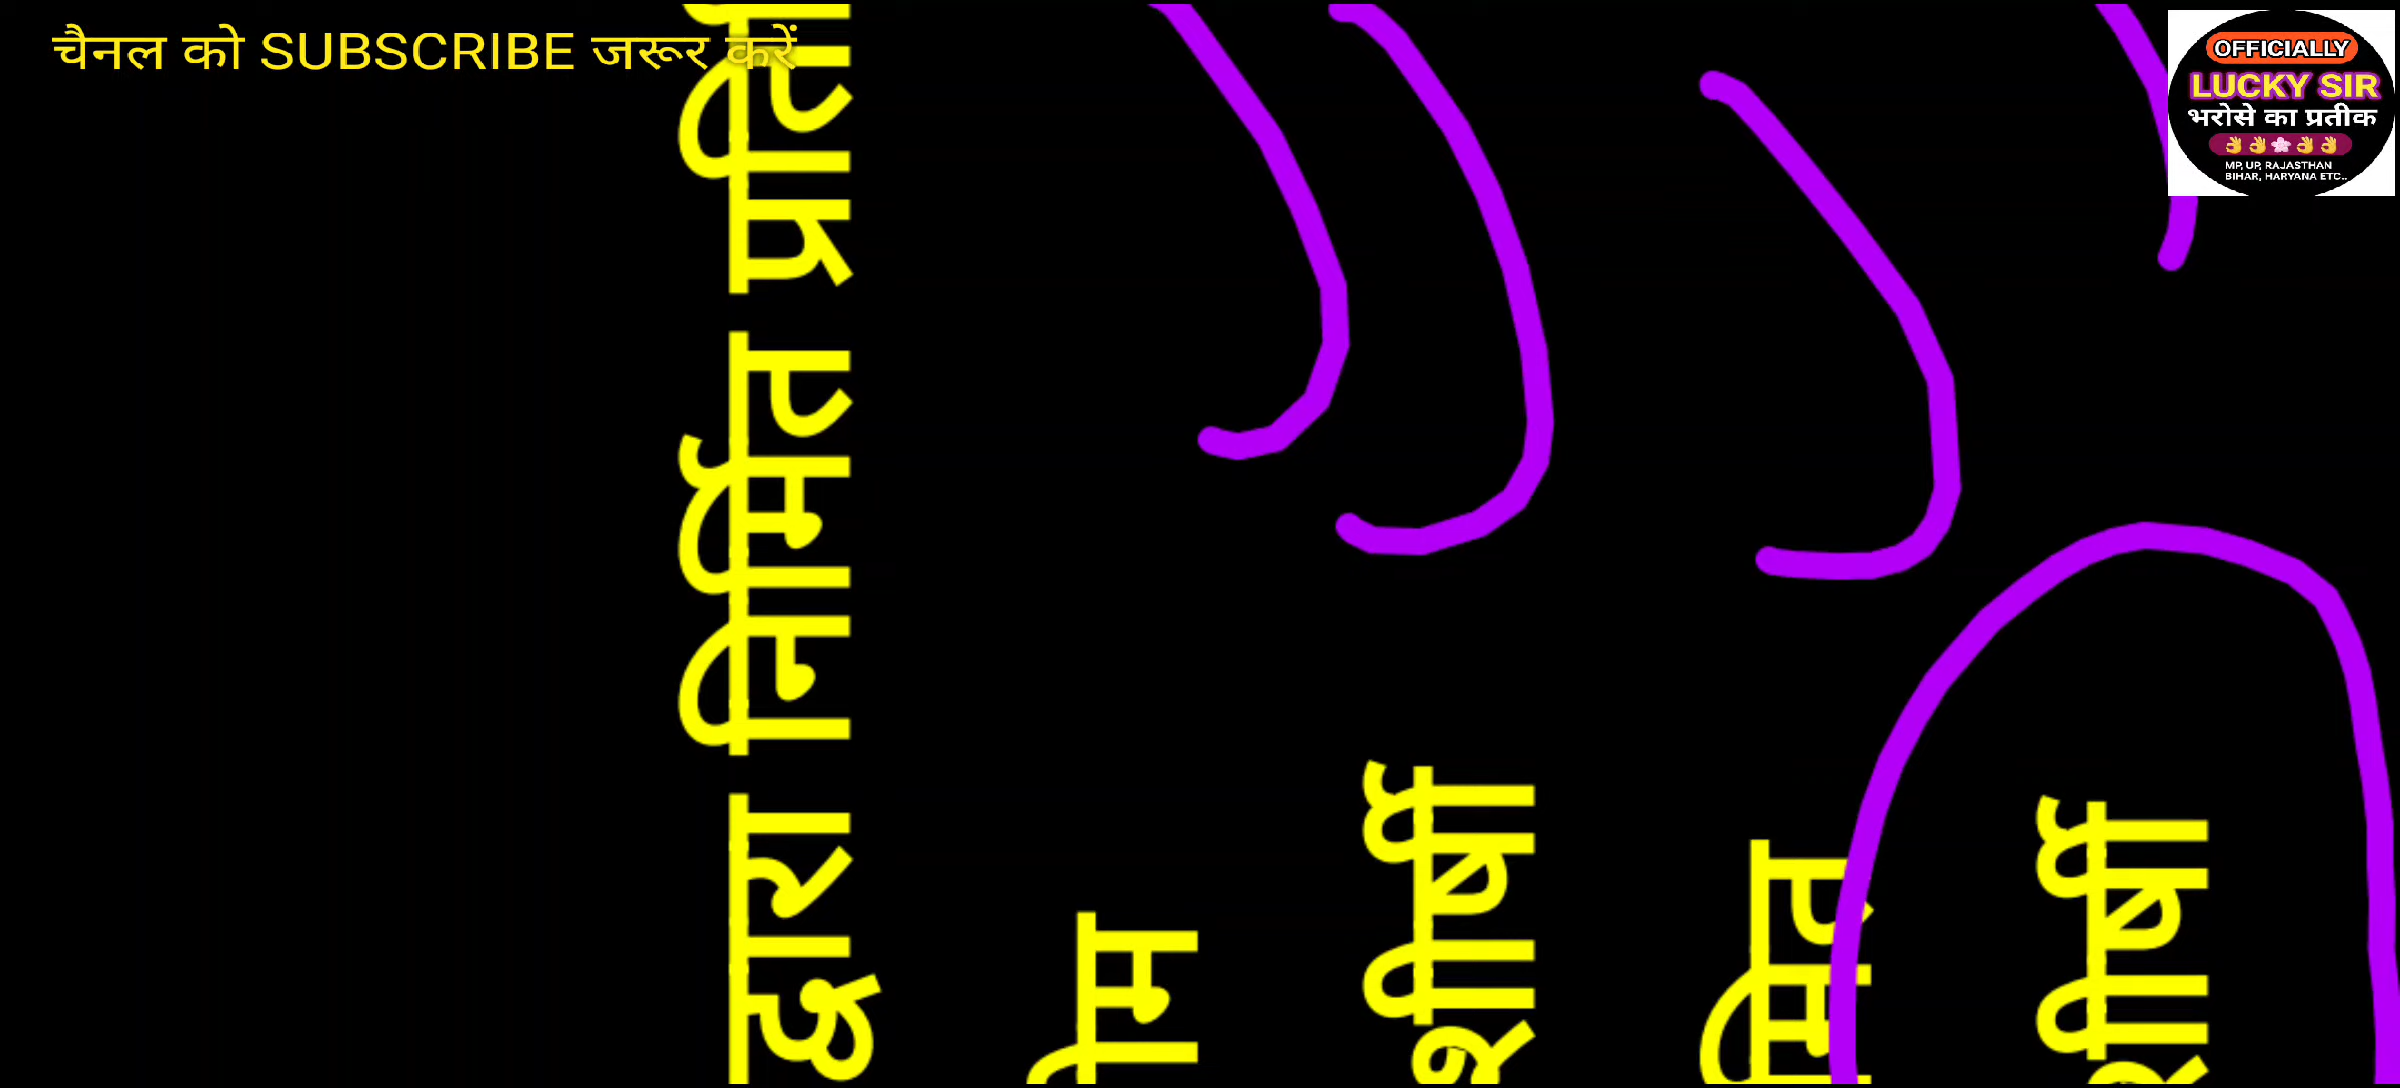 चैनल को SUBSCRIBE जरूर करें
OFFICIALLY
LUCKY SIR
भरोसे का प्रतीक
MP, UP, RAJASTHAN
BIHAR, HARYANA ETC..
द्वारा निर्मित प्रति
शीर्षी
मित
शीर्षी